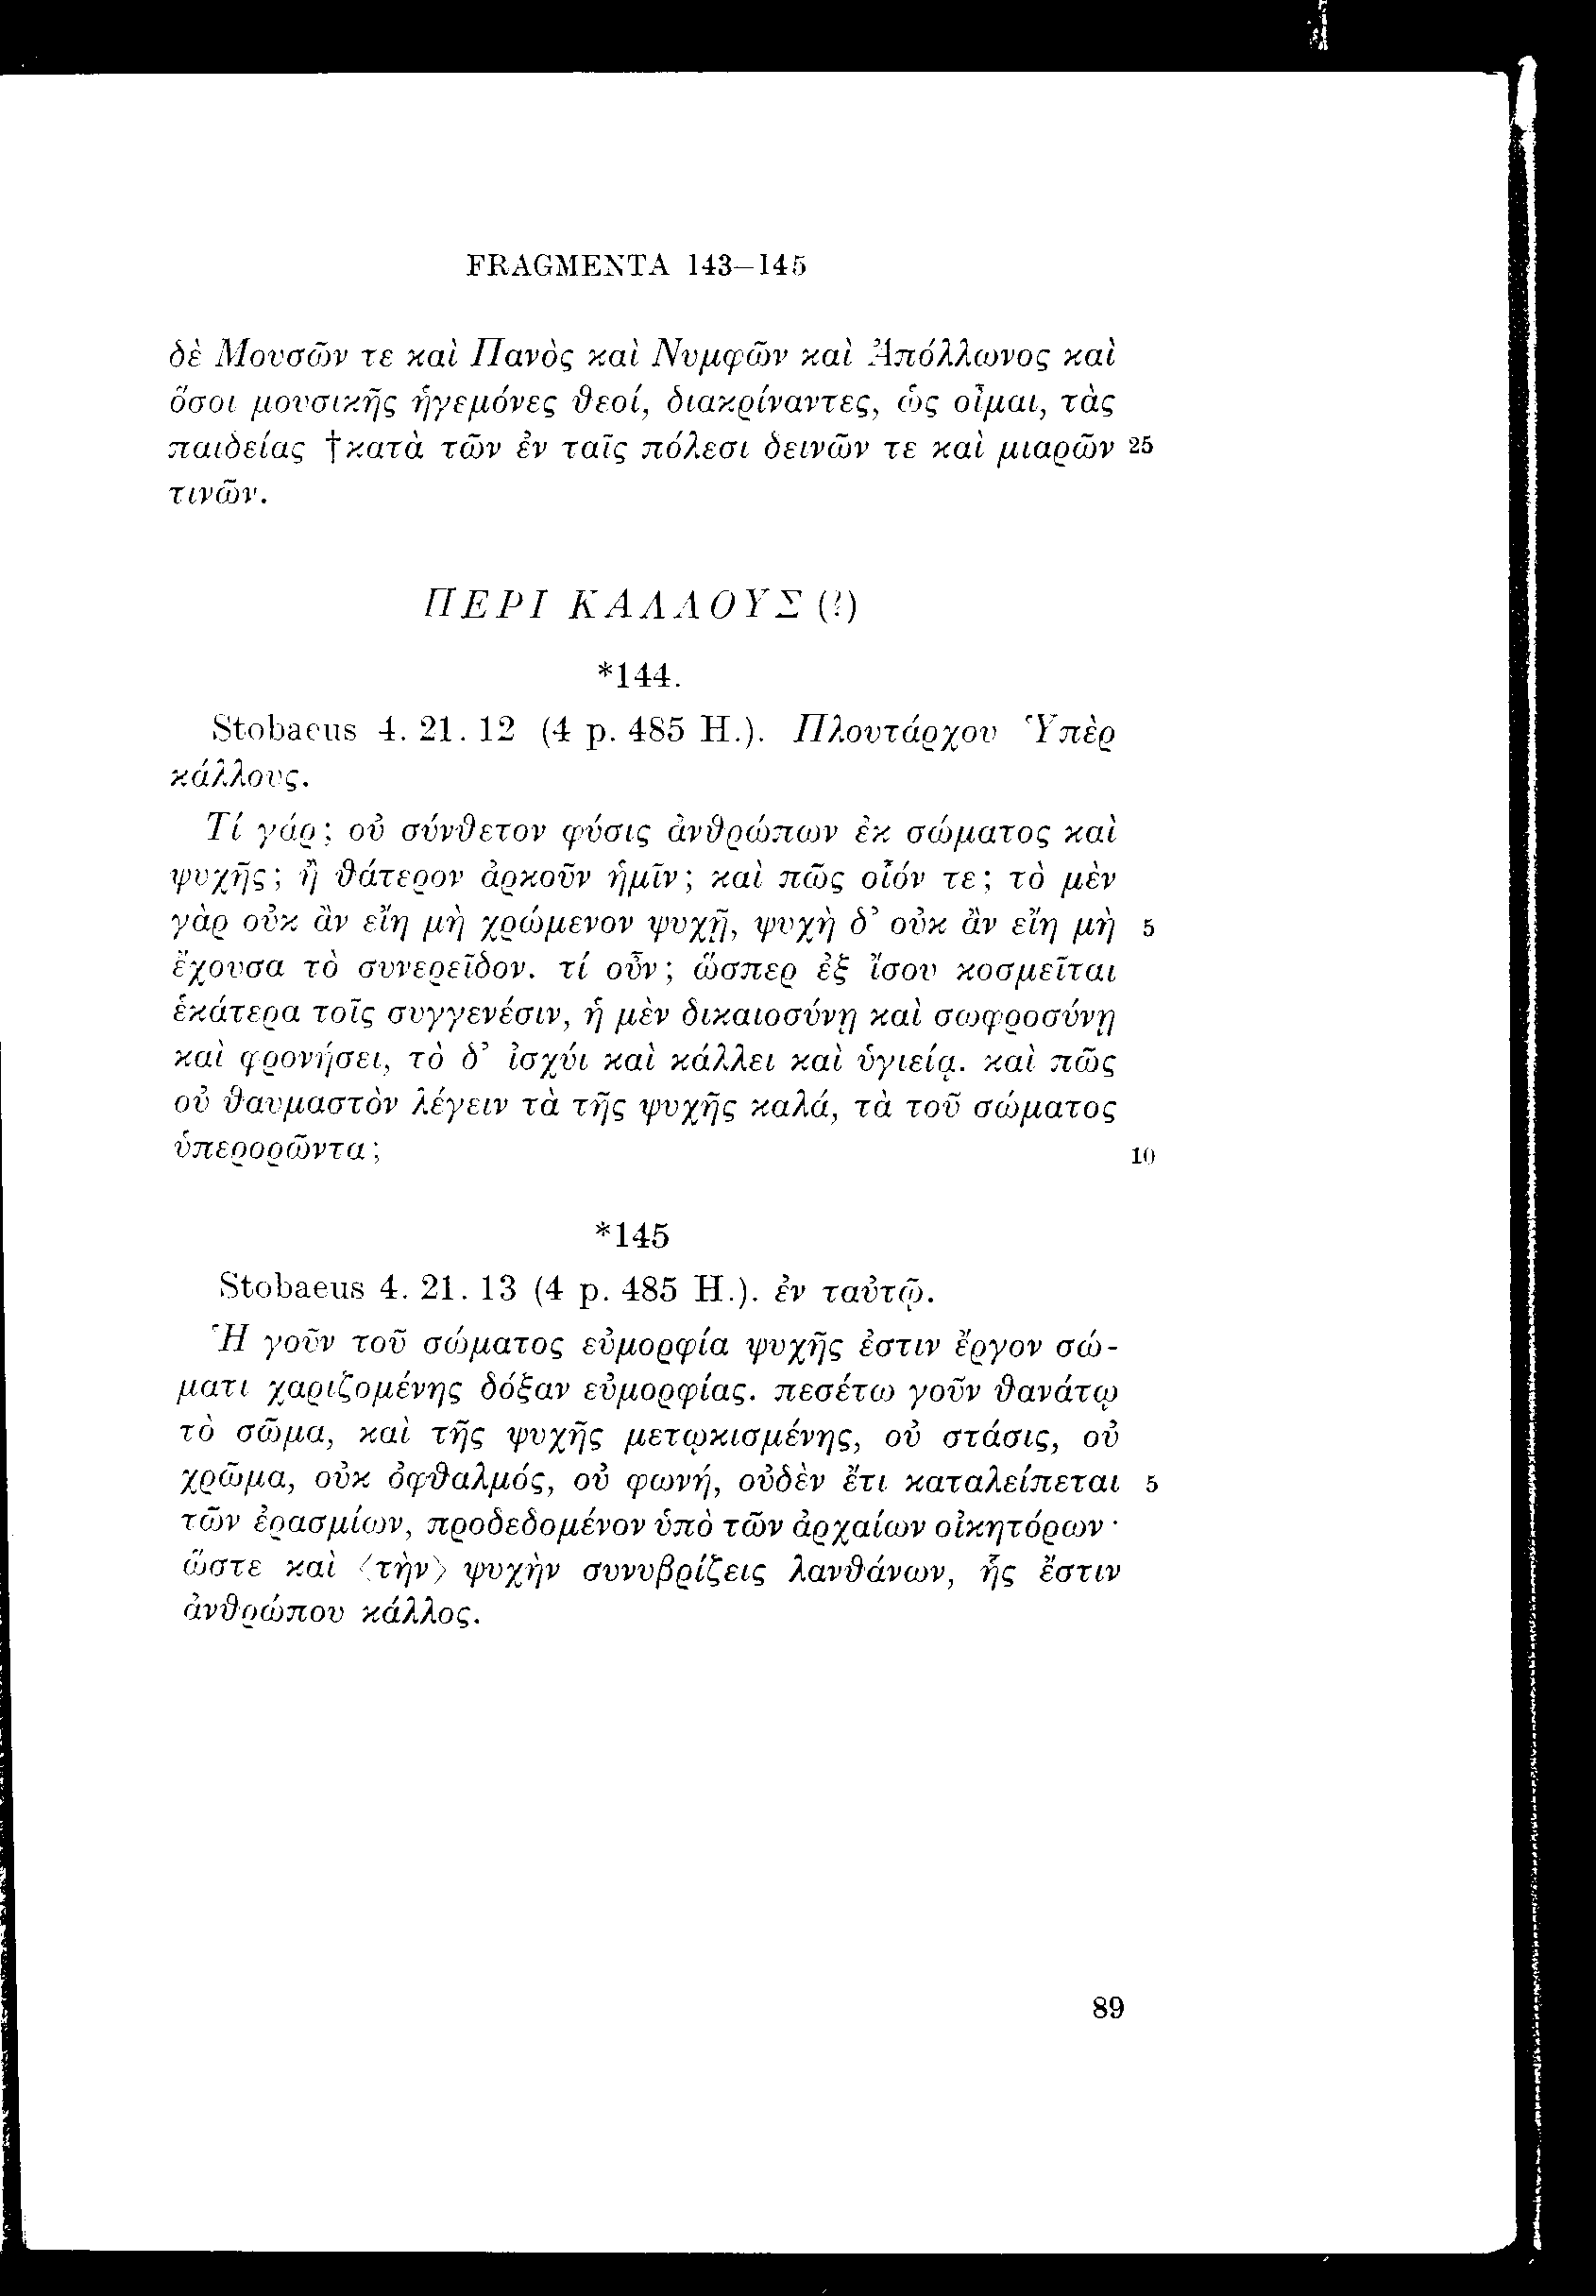 FRAGMENTA 143–145
δὲ Μουσῶν τε καὶ Πανὸς καὶ Νυμφῶν καὶ Ἀπόλλωνος καὶ
ὅσοι μουσικῆς ἡγεμόνες θεοί, διακρίναντες, ὡς οἶμαι, τὰς
παιδείας †κατὰ τῶν ἐν ταῖς πόλεσι δεινῶν τε καὶ μιαρῶν 25
τινῶν.
ΠΕΡΙ ΚΑΛΛΟΥΣ (?)
*144.
Stobaeus 4. 21. 12 (4 p. 485 H.). Πλουτάρχου Ὑπὲρ
κάλλους.
Τί γάρ; οὐ σύνθετον φύσις ἀνθρώπων ἐκ σώματος καὶ
ψυχῆς; ἢ θάτερον ἀρκοῦν ἡμῖν; καὶ πῶς οἷόν τε; τὸ μὲν
γὰρ οὐκ ἂν εἴη μὴ χρώμενον ψυχῇ, ψυχὴ δ’ οὐκ ἂν εἴη μὴ 5
ἔχουσα τὸ συνερεῖδον. τί οὖν; ὥσπερ ἐξ ἴσου κοσμεῖται
ἑκάτερα τοῖς συγγενέσιν, ἡ μὲν δικαιοσύνῃ καὶ σωφροσύνῃ
καὶ φρονήσει, τὸ δ’ ἰσχύι καὶ κάλλει καὶ ὑγιείᾳ. καὶ πῶς
οὐ θαυμαστὸν λέγειν τὰ τῆς ψυχῆς καλά, τὰ τοῦ σώματος
ὑπερορῶντα; 10
*145
Stobaeus 4. 21. 13 (4 p. 485 H.). ἐν ταὐτῷ.
Ἡ γοῦν τοῦ σώματος εὐμορφία ψυχῆς ἐστιν ἔργον σώ-
ματι χαριζομένης δόξαν εὐμορφίας. πεσέτω γοῦν θανάτῳ
τὸ σῶμα, καὶ τῆς ψυχῆς μετῳκισμένης, οὐ στάσις, οὐ
χρῶμα, οὐκ ὀφθαλμός, οὐ φωνή, οὐδὲν ἔτι καταλείπεται 5
τῶν ἐρασμίων, προδεδομένον ὑπὸ τῶν ἀρχαίων οἰκητόρων·
ὥστε καὶ ⟨τὴν⟩ ψυχὴν συνυβρίζεις λανθάνων, ἧς ἔστιν
ἀνθρώπου κάλλος.
89